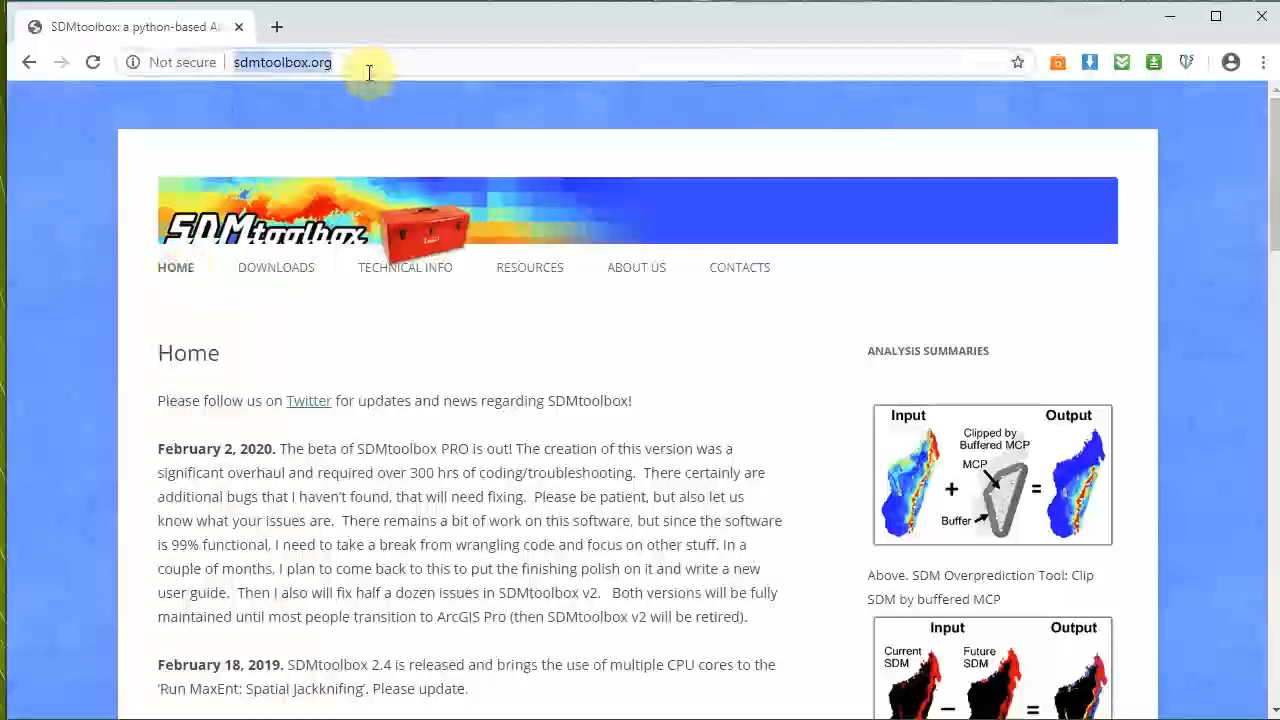 SDMtoolbox: a python-based Ar
Not secure
sdmtoolbox.org
SDMtoolbox
HOME
DOWNLOADS
TECHNICAL INFO
RESOURCES
ABOUT US
CONTACTS
Home
Please follow us on Twitter for updates and news regarding SDMtoolbox!
February 2, 2020. The beta of SDMtoolbox PRO is out! The creation of this version was a
significant overhaul and required over 300 hrs of coding/troubleshooting. There certainly are
additional bugs that I haven't found, that will need fixing. Please be patient, but also let us
know what your issues are. There remains a bit of work on this software, but since the software
is 99% functional, I need to take a break from wrangling code and focus on other stuff. In a
couple of months, I plan to come back to this to put the finishing polish on it and write a new
user guide. Then I also will fix half a dozen issues in SDMtoolbox v2. Both versions will be fully
maintained until most people transition to ArcGIS Pro (then SDMtoolbox v2 will be retired).
February 18, 2019. SDMtoolbox 2.4 is released and brings the use of multiple CPU cores to the
'Run MaxEnt: Spatial Jackknifing'. Please update.
ANALYSIS SUMMARIES
Input
Output
Clipped by
Buffered MCP
MCP
+
=
Buffer
Above. SDM Overprediction Tool: Clip
SDM by buffered MCP
Input
Output
Current
SDM
Future
SDM
–
=